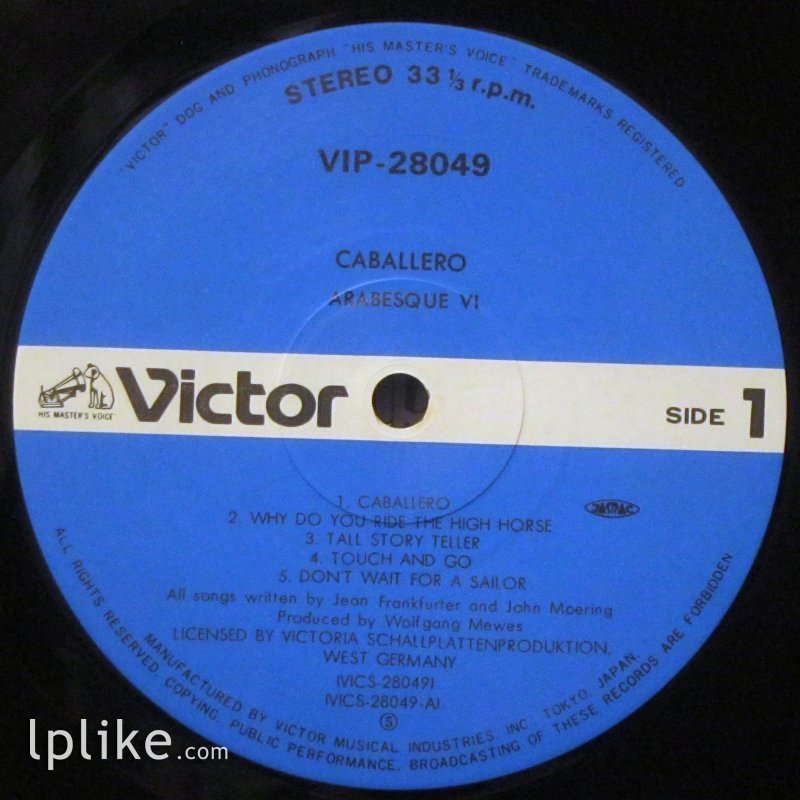 "VICTOR" DOG AND PHONOGRAPH "HIS MASTER'S VOICE" TRADEMARKS REGISTERED
STEREO 33 1/3 r.p.m.
VIP-28049
CABALLERO
ARABESQUE VI
"HIS MASTER'S VOICE"
Victor
SIDE 1
1. CABALLERO
2. WHY DO YOU RIDE THE HIGH HORSE
JASRAC
3. TALL STORY TELLER
4. TOUCH AND GO
5. DON'T WAIT FOR A SAILOR
All songs written by Jean Frankfurter and John Moering
Produced by Wolfgang Mewes
LICENSED BY VICTORIA SCHALLPLATTENPRODUKTION,
WEST GERMANY
(VICS-28049)
(VICS-28049-A)
⑤
MANUFACTURED BY VICTOR MUSICAL INDUSTRIES, INC., TOKYO, JAPAN.
ALL RIGHTS RESERVED. COPYING, PUBLIC PERFORMANCE, BROADCASTING OF THESE RECORDS ARE FORBIDDEN
lplike.com